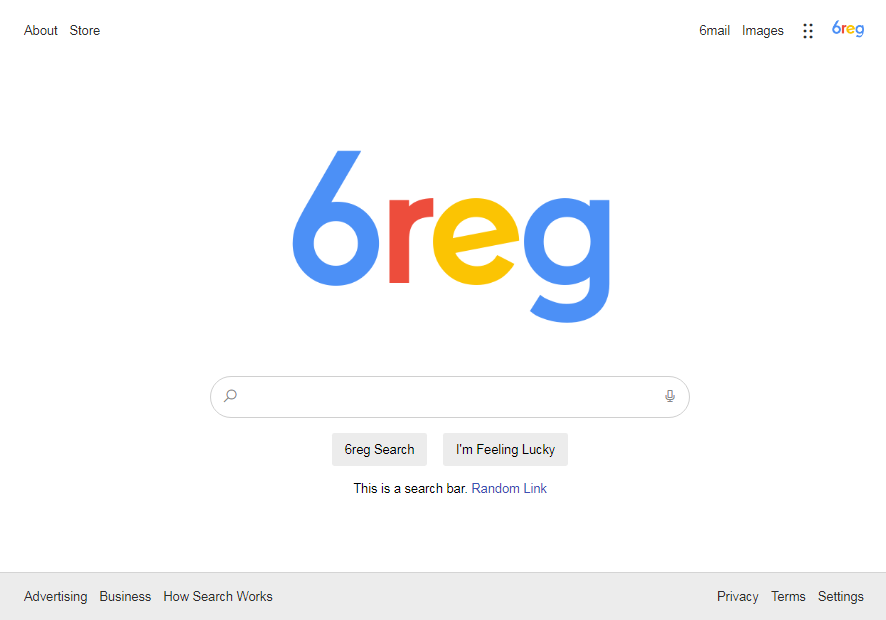 About Store 6mail Images 6reg
6reg
6reg Search I'm Feeling Lucky
This is a search bar. Random Link
Advertising Business How Search Works Privacy Terms Settings